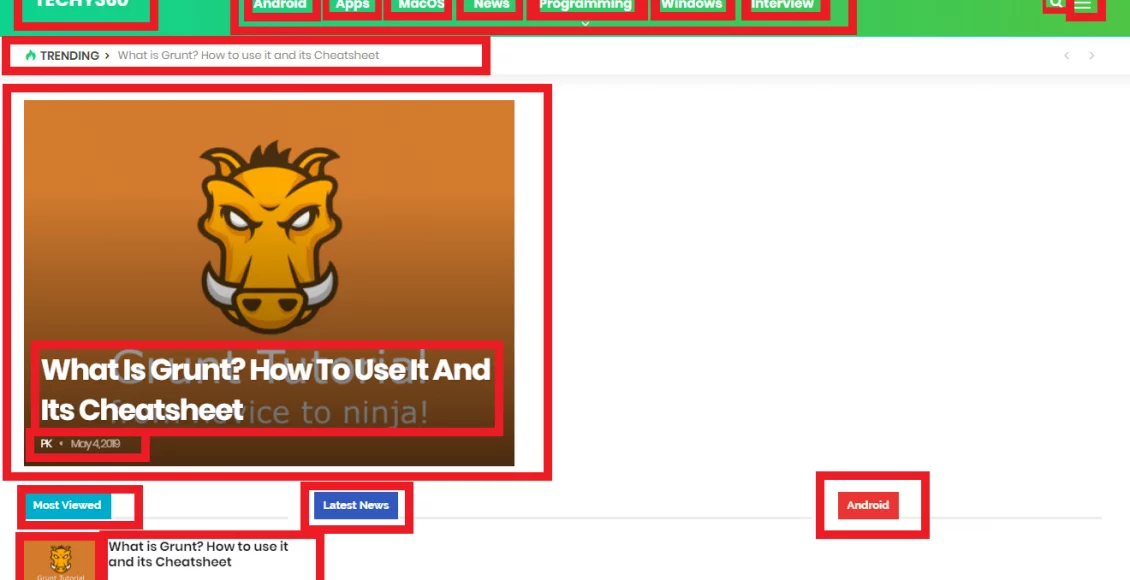 TECHY360
Android Apps MacOS News Programming Windows Interview
TRENDING What is Grunt? How to use it and its Cheatsheet
Grunt Tutorial
from novice to ninja!
What Is Grunt? How To Use It And
Its Cheatsheet
PK • May 4, 2019
Most Viewed
Latest News
Android
Grunt Tutorial
What is Grunt? How to use it
and its Cheatsheet